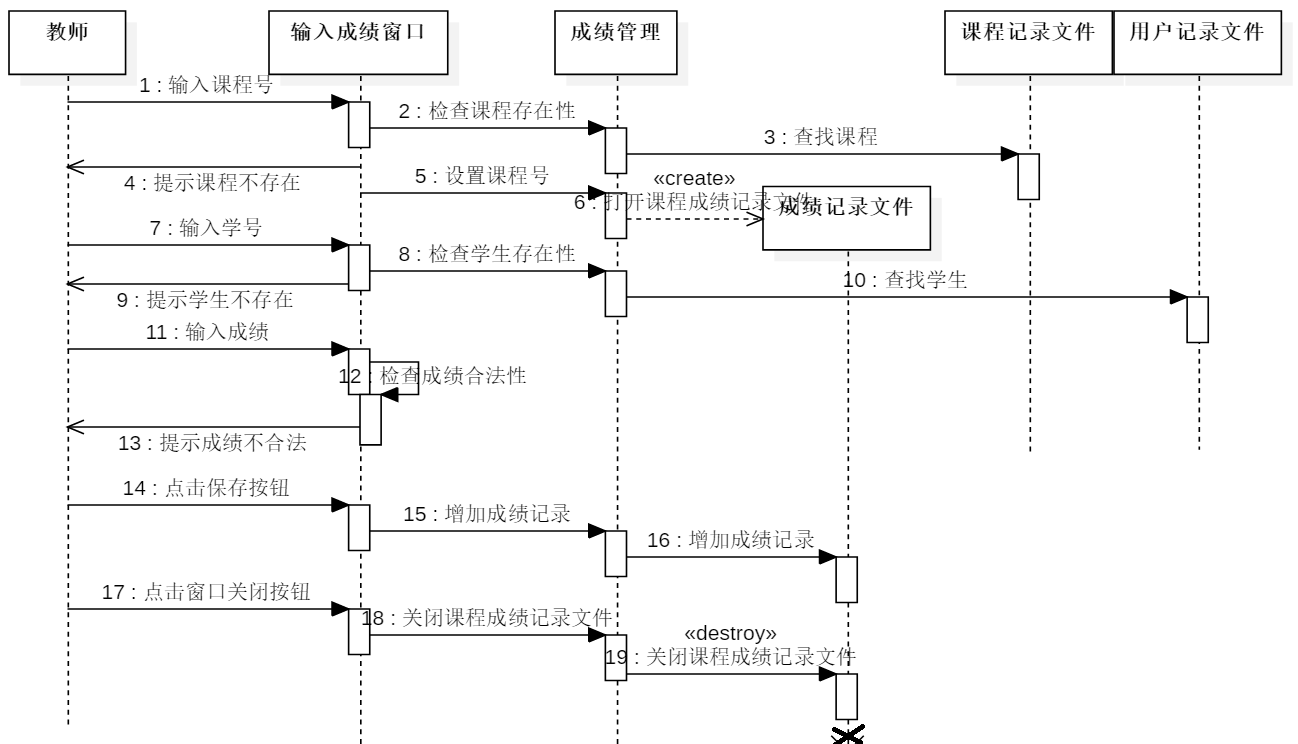 教师
输入成绩窗口
成绩管理
课程记录文件
用户记录文件
1 : 输入课程号
2 : 检查课程存在性
3 : 查找课程
4 : 提示课程不存在
5 : 设置课程号
«create»
6 : 打开课程成绩记录文件
成绩记录文件
7 : 输入学号
8 : 检查学生存在性
9 : 提示学生不存在
10 : 查找学生
11 : 输入成绩
12 : 检查成绩合法性
13 : 提示成绩不合法
14 : 点击保存按钮
15 : 增加成绩记录
16 : 增加成绩记录
17 : 点击窗口关闭按钮
18 : 关闭课程成绩记录文件
«destroy»
19 : 关闭课程成绩记录文件